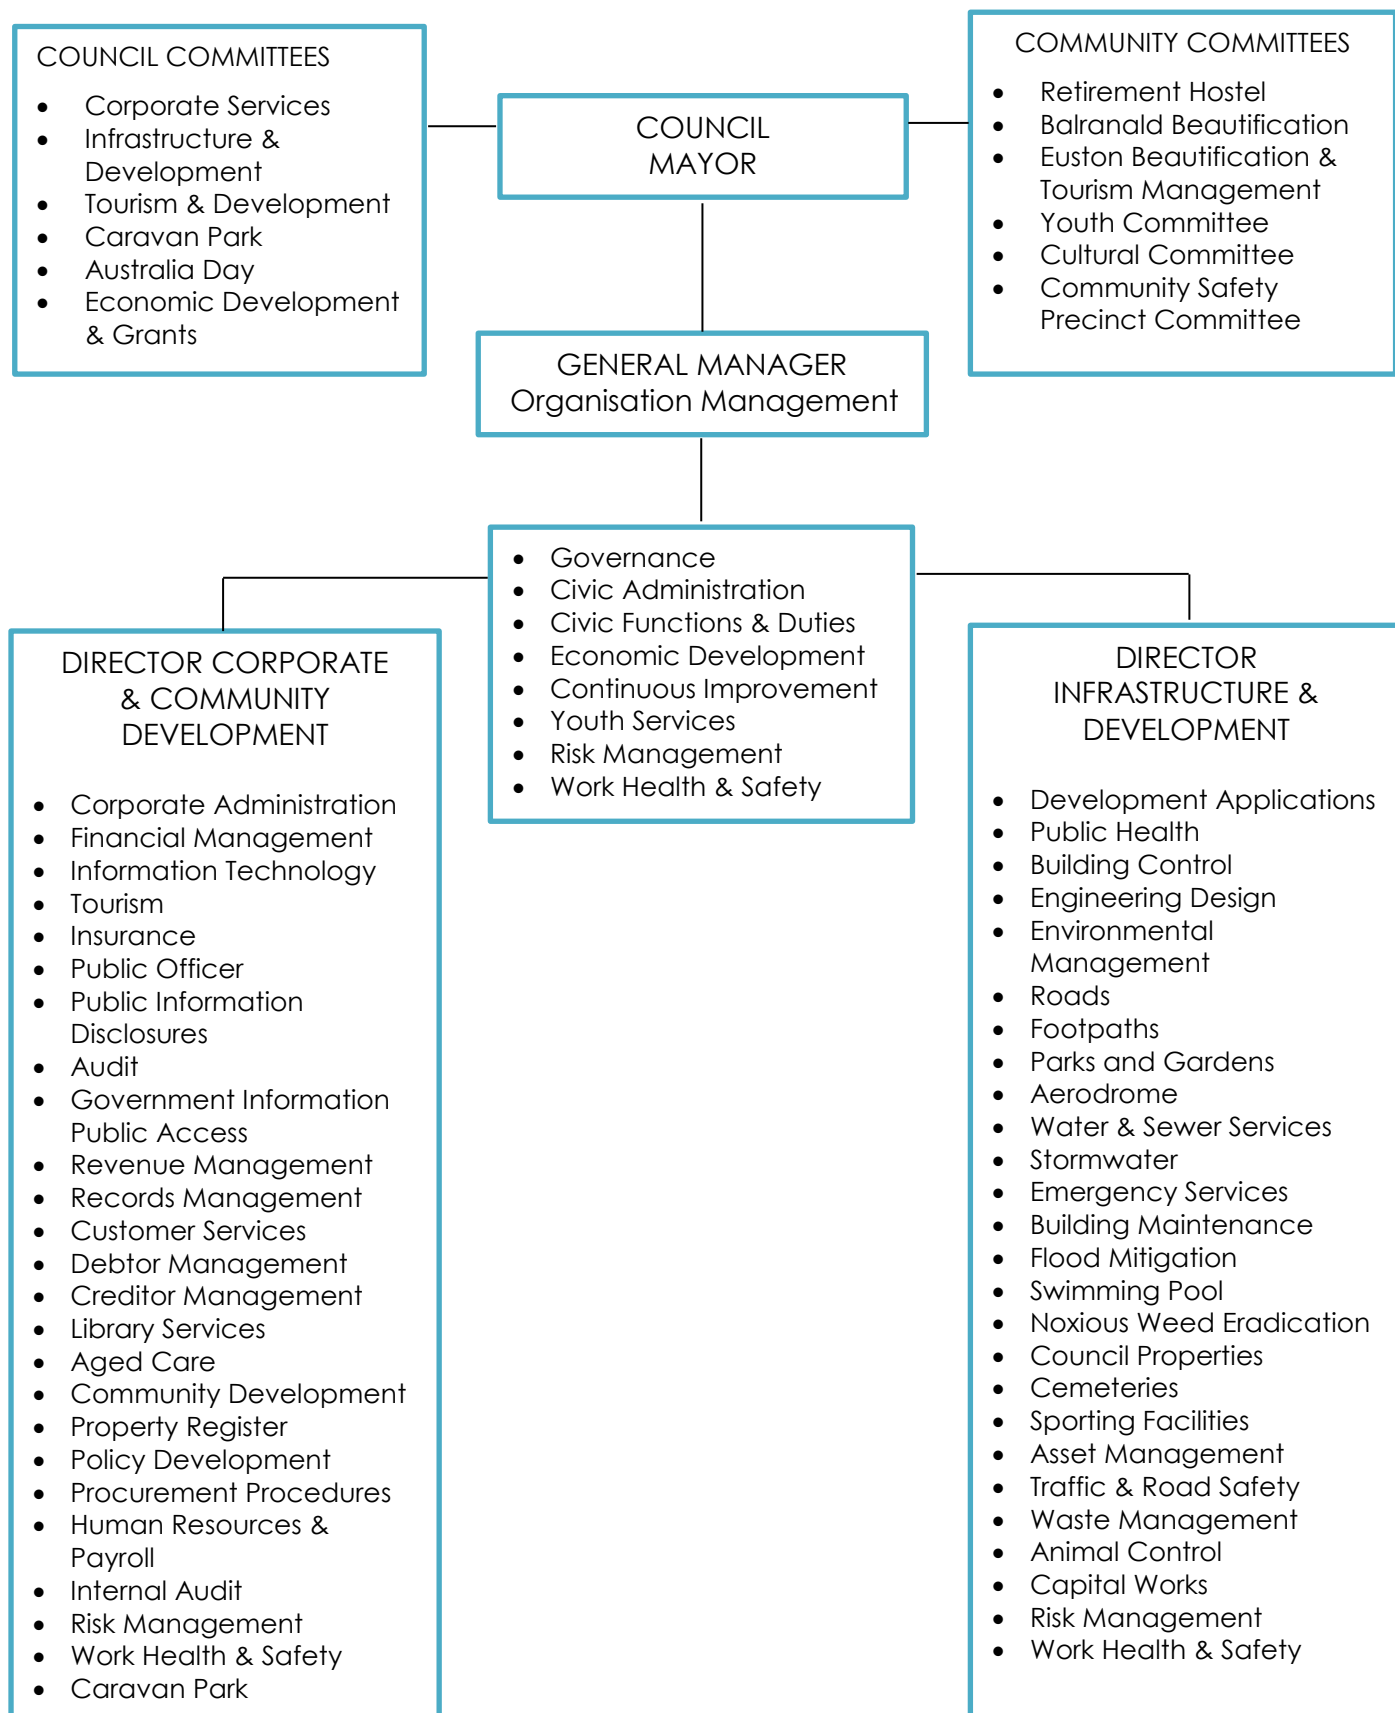 COUNCIL COMMITTEES
• Corporate Services
• Infrastructure &
Development
• Tourism & Development
• Caravan Park
• Australia Day
• Economic Development
& Grants
COUNCIL
MAYOR
COMMUNITY COMMITTEES
• Retirement Hostel
• Balranald Beautification
• Euston Beautification &
Tourism Management
• Youth Committee
• Cultural Committee
• Community Safety
Precinct Committee
GENERAL MANAGER
Organisation Management
• Governance
• Civic Administration
• Civic Functions & Duties
• Economic Development
• Continuous Improvement
• Youth Services
• Risk Management
• Work Health & Safety
DIRECTOR CORPORATE
& COMMUNITY
DEVELOPMENT
• Corporate Administration
• Financial Management
• Information Technology
• Tourism
• Insurance
• Public Officer
• Public Information
Disclosures
• Audit
• Government Information
Public Access
• Revenue Management
• Records Management
• Customer Services
• Debtor Management
• Creditor Management
• Library Services
• Aged Care
• Community Development
• Property Register
• Policy Development
• Procurement Procedures
• Human Resources &
Payroll
• Internal Audit
• Risk Management
• Work Health & Safety
• Caravan Park
DIRECTOR
INFRASTRUCTURE &
DEVELOPMENT
• Development Applications
• Public Health
• Building Control
• Engineering Design
• Environmental
Management
• Roads
• Footpaths
• Parks and Gardens
• Aerodrome
• Water & Sewer Services
• Stormwater
• Emergency Services
• Building Maintenance
• Flood Mitigation
• Swimming Pool
• Noxious Weed Eradication
• Council Properties
• Cemeteries
• Sporting Facilities
• Asset Management
• Traffic & Road Safety
• Waste Management
• Animal Control
• Capital Works
• Risk Management
• Work Health & Safety